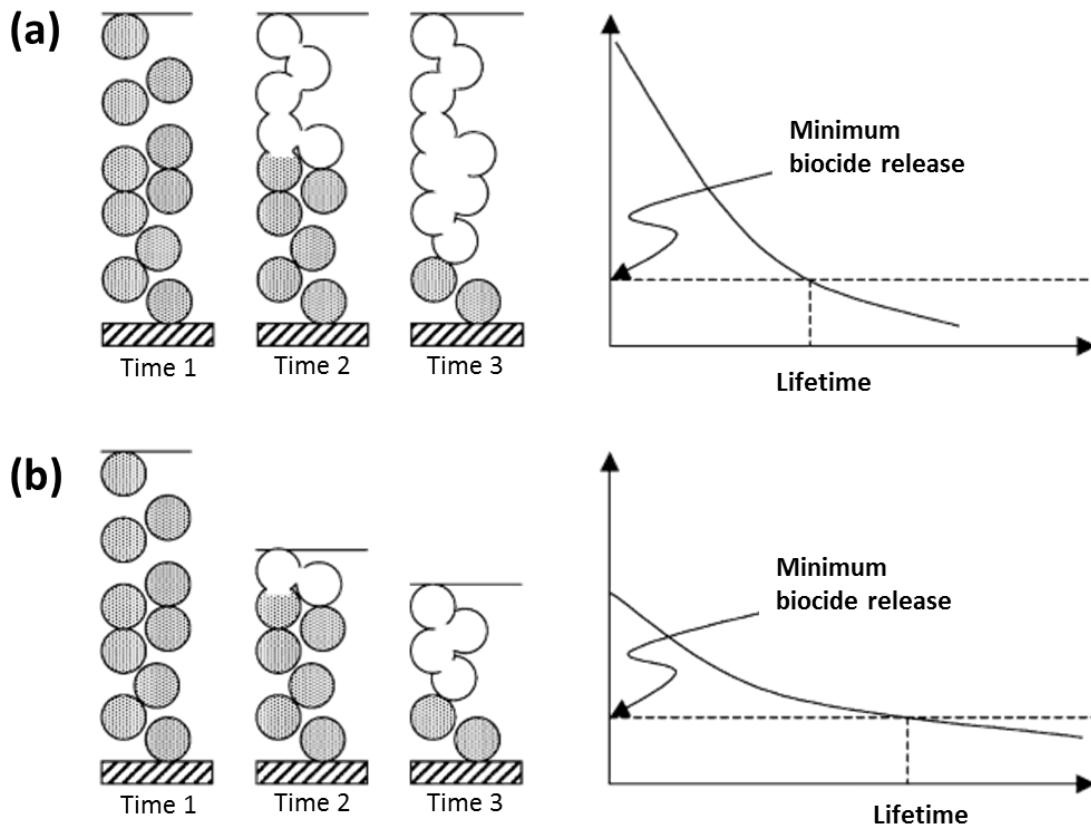 (a)
Minimum
biocide release
Time 1
Time 2
Time 3
Lifetime
(b)
Minimum
biocide release
Time 1
Time 2
Time 3
Lifetime